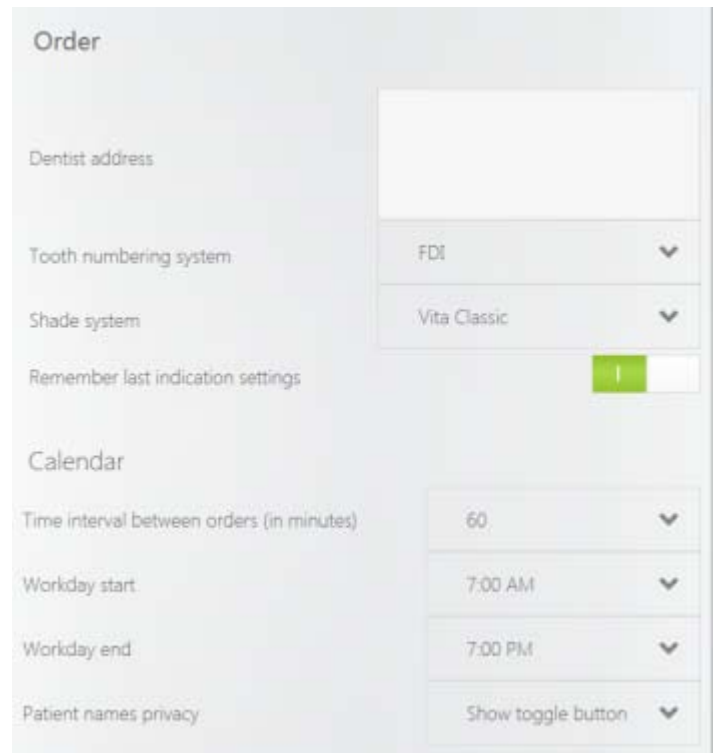 Order
Dentist address
Tooth numbering system FDI
Shade system Vita Classic
Remember last indication settings I
Calendar
Time interval between orders (in minutes) 60
Workday start 7:00 AM
Workday end 7:00 PM
Patient names privacy Show toggle button